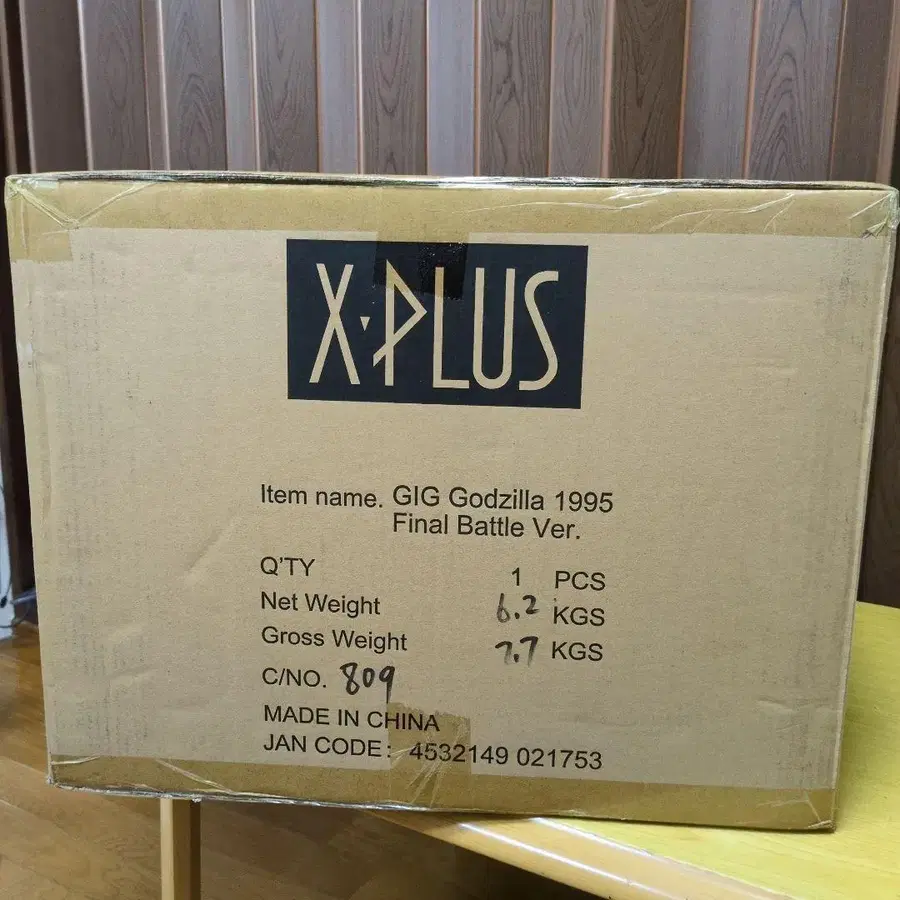 X·PLUS
Item name. GIG Godzilla 1995
Final Battle Ver.
Q'TY 1 PCS
Net Weight 6.2 KGS
Gross Weight 7.7 KGS
C/NO. 809
MADE IN CHINA
JAN CODE: 4532149 021753